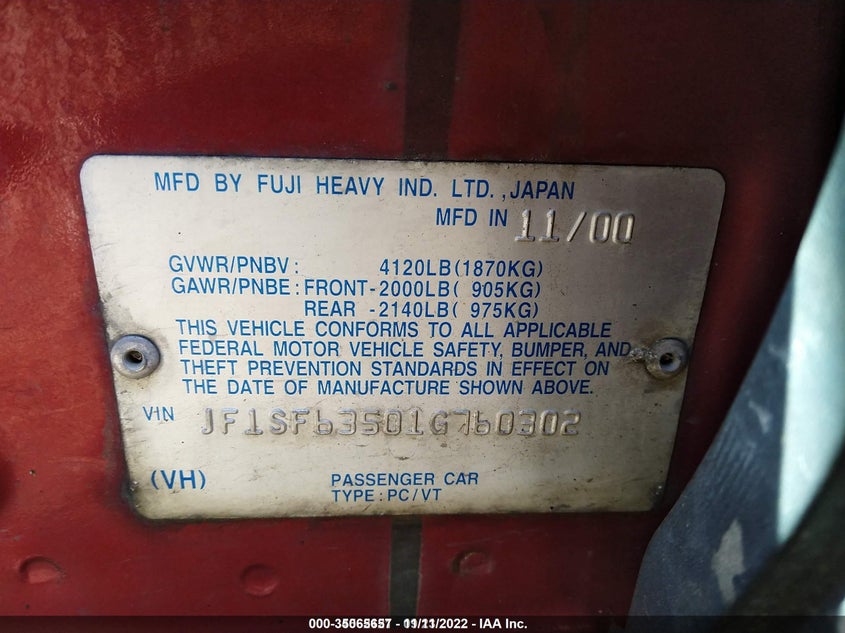 MFD BY FUJI HEAVY IND. LTD.,JAPAN
MFD IN 11/00
GVWR/PNBV: 4120LB(1870KG)
GAWR/PNBE:FRONT-2000LB( 905KG)
REAR -2140LB( 975KG)
THIS VEHICLE CONFORMS TO ALL APPLICABLE
FEDERAL MOTOR VEHICLE SAFETY, BUMPER, AND
THEFT PREVENTION STANDARDS IN EFFECT ON
THE DATE OF MANUFACTURE SHOWN ABOVE.
VIN JF1SF63501G760302
(VH) PASSENGER CAR
TYPE:PC/VT
- IAA Inc.